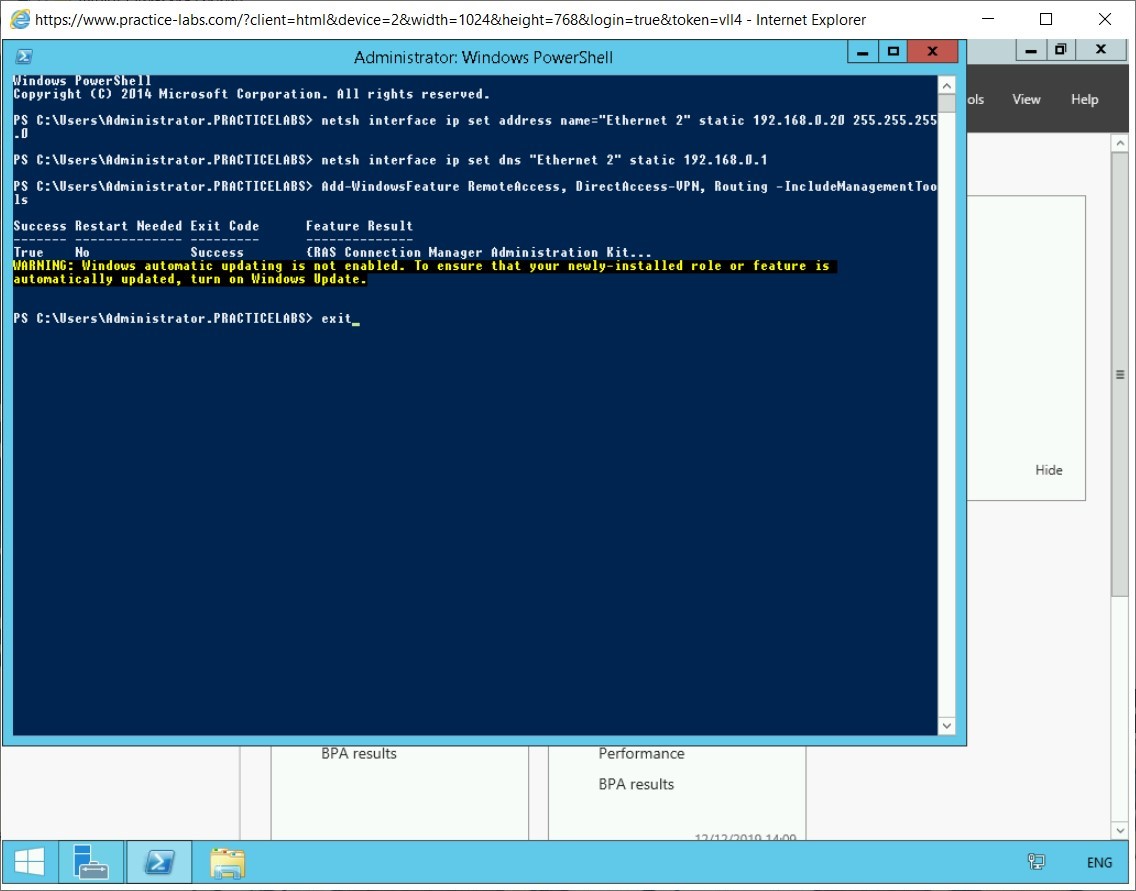 https://www.practice-labs.com/?client=html&device=2&width=1024&height=768&login=true&token=vll4 - Internet Explorer
Administrator: Windows PowerShell
Windows PowerShell
Copyright (C) 2014 Microsoft Corporation. All rights reserved.
PS C:\Users\Administrator.PRACTICELABS> netsh interface ip set address name="Ethernet 2" static 192.168.0.20 255.255.255
.0
PS C:\Users\Administrator.PRACTICELABS> netsh interface ip set dns "Ethernet 2" static 192.168.0.1
PS C:\Users\Administrator.PRACTICELABS> Add-WindowsFeature RemoteAccess, DirectAccess-VPN, Routing -IncludeManagementToo
ls
Success Restart Needed Exit Code      Feature Result
------- -------------- ---------      --------------
True    No             Success        {RAS Connection Manager Administration Kit...
WARNING: Windows automatic updating is not enabled. To ensure that your newly-installed role or feature is
automatically updated, turn on Windows Update.
PS C:\Users\Administrator.PRACTICELABS> exit_
ols View Help
Hide
BPA results
Performance
BPA results
12/12/2019 14:09
ENG